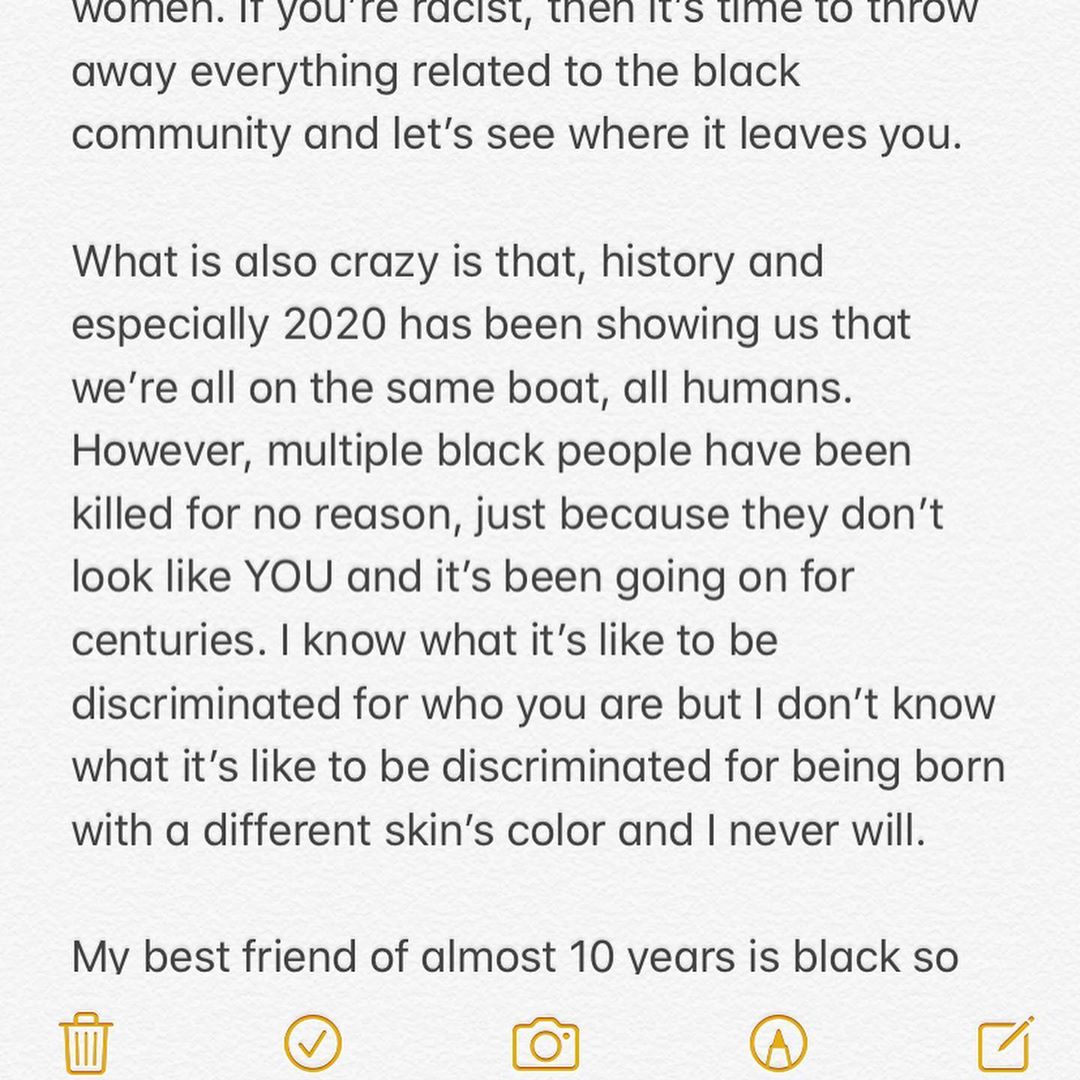 women. If you’re racist, then it’s time to throw
away everything related to the black
community and let’s see where it leaves you.
What is also crazy is that, history and
especially 2020 has been showing us that
we’re all on the same boat, all humans.
However, multiple black people have been
killed for no reason, just because they don’t
look like YOU and it’s been going on for
centuries. I know what it’s like to be
discriminated for who you are but I don’t know
what it’s like to be discriminated for being born
with a different skin’s color and I never will.
My best friend of almost 10 years is black so